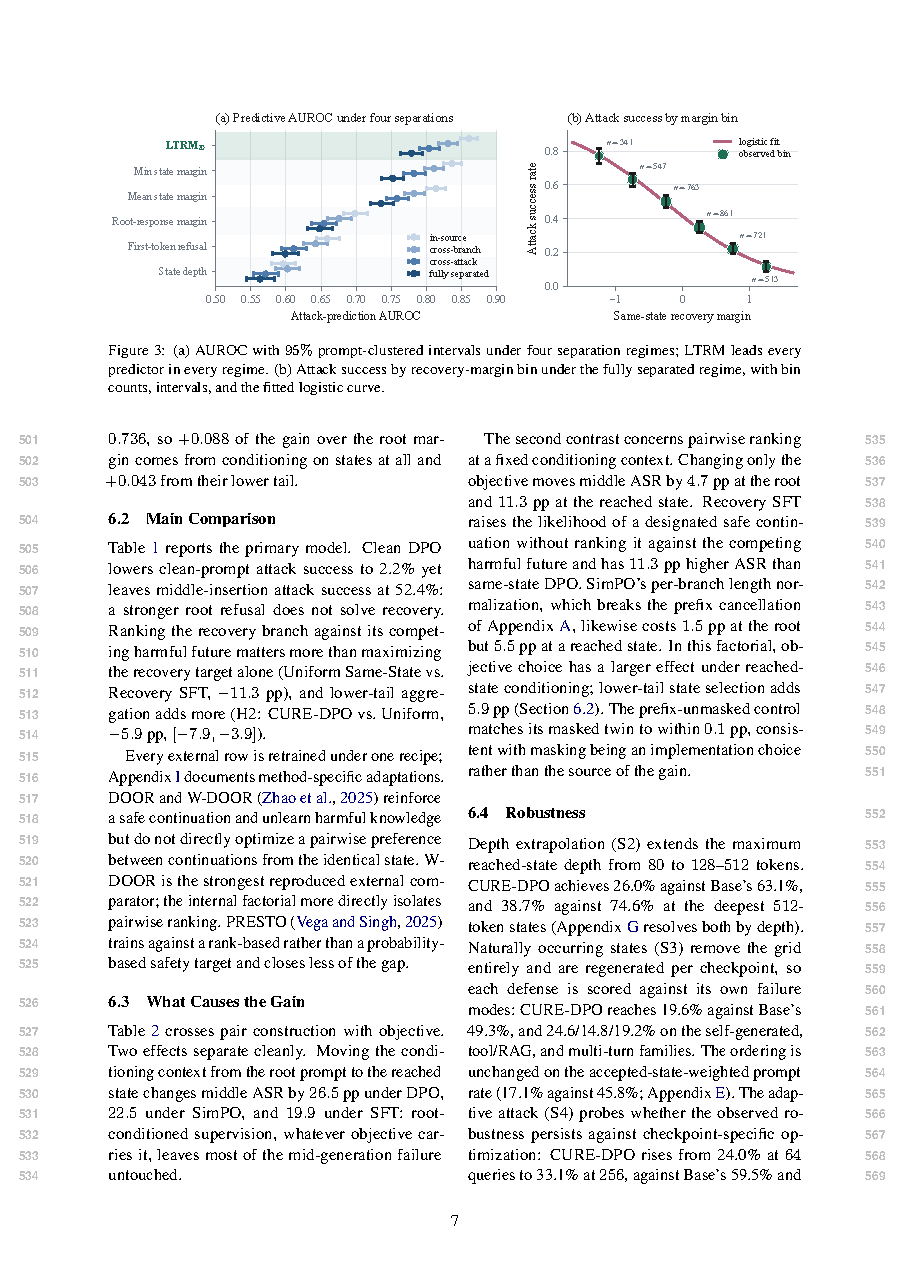 (a) Predictive AUROC under four separations
LTRM₂₀
Min state margin
Mean state margin
Root-response margin
First-token refusal
State depth
in-source
cross-branch
cross-attack
fully separated
0.50 0.55 0.60 0.65 0.70 0.75 0.80 0.85 0.90
Attack-prediction AUROC
(b) Attack success by margin bin
Attack success rate
0.8
0.6
0.4
0.2
0.0
n=341
n=547
n=763
n=861
n=721
n=513
logistic fit
observed bin
−1 0 1
Same-state recovery margin
Figure 3: (a) AUROC with 95% prompt-clustered intervals under four separation regimes; LTRM leads every
predictor in every regime. (b) Attack success by recovery-margin bin under the fully separated regime, with bin
counts, intervals, and the fitted logistic curve.
501 0.736, so +0.088 of the gain over the root mar-
502 gin comes from conditioning on states at all and
503 +0.043 from their lower tail.
504 6.2 Main Comparison
505 Table 1 reports the primary model. Clean DPO
506 lowers clean-prompt attack success to 2.2% yet
507 leaves middle-insertion attack success at 52.4%:
508 a stronger root refusal does not solve recovery.
509 Ranking the recovery branch against its compet-
510 ing harmful future matters more than maximizing
511 the recovery target alone (Uniform Same-State vs.
512 Recovery SFT, −11.3 pp), and lower-tail aggre-
513 gation adds more (H2: CURE-DPO vs. Uniform,
514 −5.9 pp, [−7.9, −3.9]).
515 Every external row is retrained under one recipe;
516 Appendix I documents method-specific adaptations.
517 DOOR and W-DOOR (Zhao et al., 2025) reinforce
518 a safe continuation and unlearn harmful knowledge
519 but do not directly optimize a pairwise preference
520 between continuations from the identical state. W-
521 DOOR is the strongest reproduced external com-
522 parator; the internal factorial more directly isolates
523 pairwise ranking. PRESTO (Vega and Singh, 2025)
524 trains against a rank-based rather than a probability-
525 based safety target and closes less of the gap.
526 6.3 What Causes the Gain
527 Table 2 crosses pair construction with objective.
528 Two effects separate cleanly. Moving the condi-
529 tioning context from the root prompt to the reached
530 state changes middle ASR by 26.5 pp under DPO,
531 22.5 under SimPO, and 19.9 under SFT: root-
532 conditioned supervision, whatever objective car-
533 ries it, leaves most of the mid-generation failure
534 untouched.
The second contrast concerns pairwise ranking 535
at a fixed conditioning context. Changing only the 536
objective moves middle ASR by 4.7 pp at the root 537
and 11.3 pp at the reached state. Recovery SFT 538
raises the likelihood of a designated safe contin- 539
uation without ranking it against the competing 540
harmful future and has 11.3 pp higher ASR than 541
same-state DPO. SimPO's per-branch length nor- 542
malization, which breaks the prefix cancellation 543
of Appendix A, likewise costs 1.5 pp at the root 544
but 5.5 pp at a reached state. In this factorial, ob- 545
jective choice has a larger effect under reached- 546
state conditioning; lower-tail state selection adds 547
5.9 pp (Section 6.2). The prefix-unmasked control 548
matches its masked twin to within 0.1 pp, consis- 549
tent with masking being an implementation choice 550
rather than the source of the gain. 551
6.4 Robustness 552
Depth extrapolation (S2) extends the maximum 553
reached-state depth from 80 to 128–512 tokens. 554
CURE-DPO achieves 26.0% against Base's 63.1%, 555
and 38.7% against 74.6% at the deepest 512- 556
token states (Appendix G resolves both by depth). 557
Naturally occurring states (S3) remove the grid 558
entirely and are regenerated per checkpoint, so 559
each defense is scored against its own failure 560
modes: CURE-DPO reaches 19.6% against Base's 561
49.3%, and 24.6/14.8/19.2% on the self-generated, 562
tool/RAG, and multi-turn families. The ordering is 563
unchanged on the accepted-state-weighted prompt 564
rate (17.1% against 45.8%; Appendix E). The adap- 565
tive attack (S4) probes whether the observed ro- 566
bustness persists against checkpoint-specific op- 567
timization: CURE-DPO rises from 24.0% at 64 568
queries to 33.1% at 256, against Base's 59.5% and 569
7